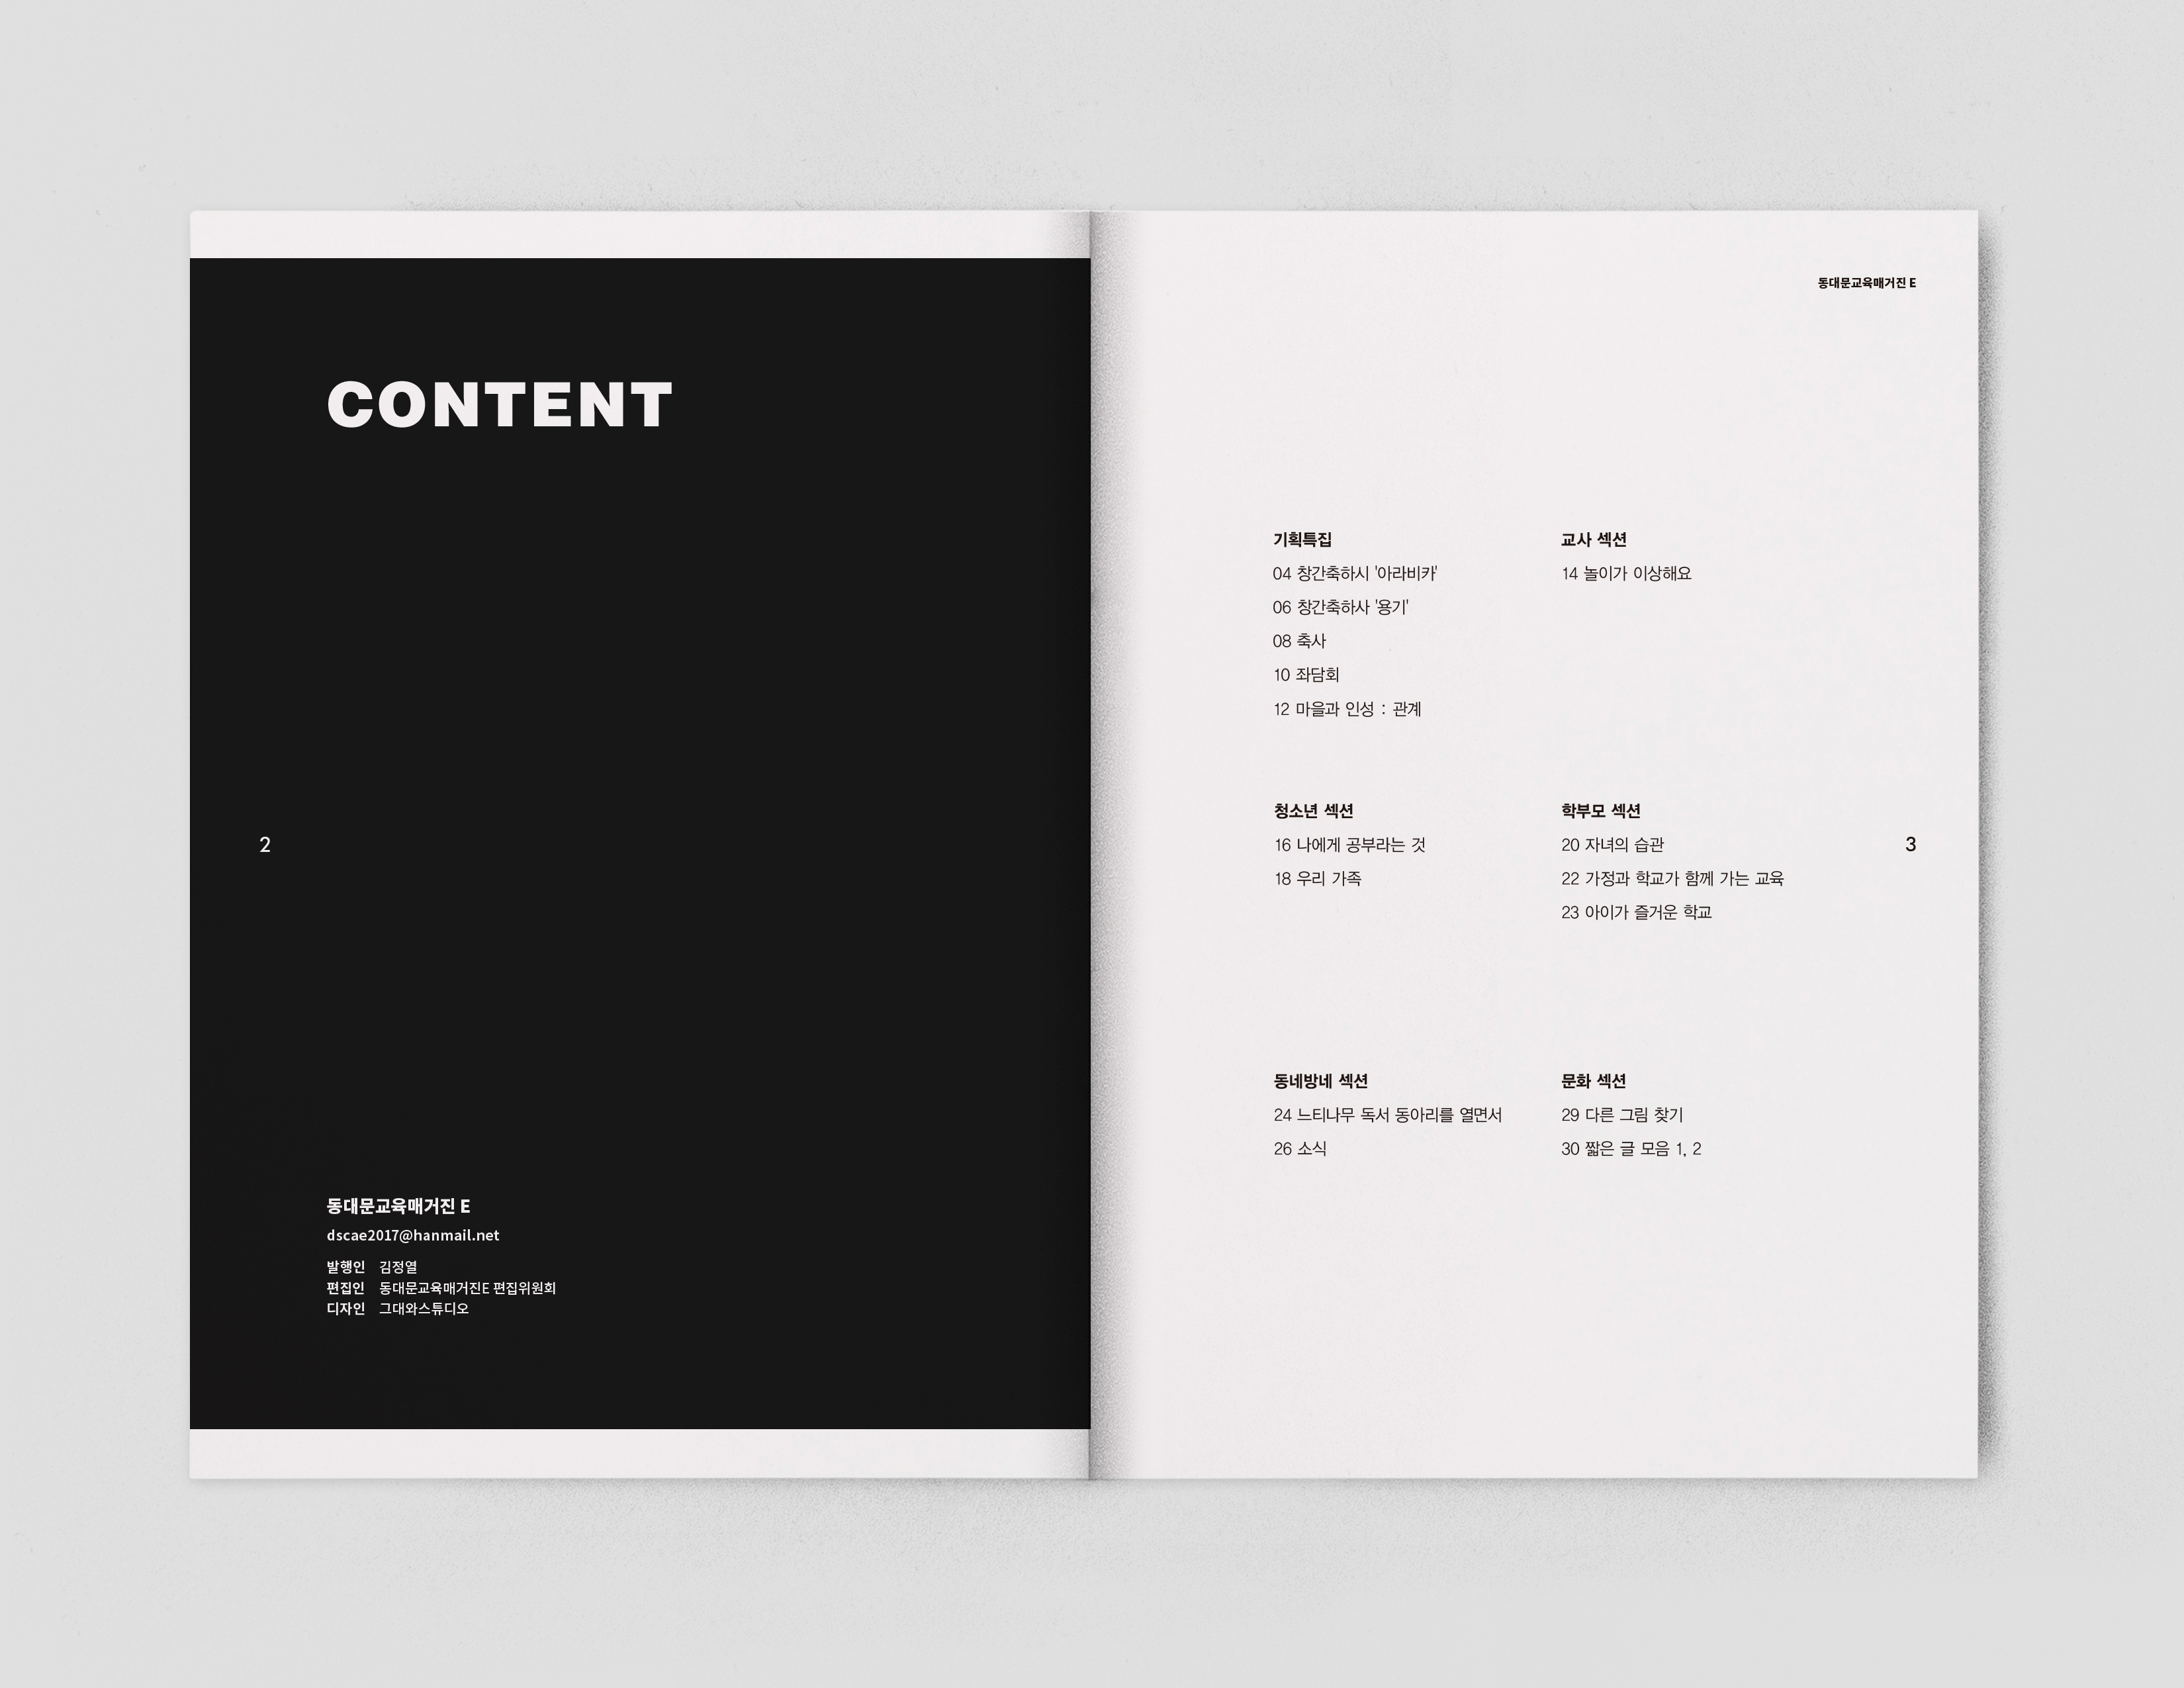 CONTENT
2
동대문교육매거진 E
dscae2017@hanmail.net
발행인 김정열
편집인 동대문교육매거진E 편집위원회
디자인 그대와스튜디오
동대문교육매거진 E
기획특집
04 창간축하시 '아라비카'
06 창간축하사 '용기'
08 축사
10 좌담회
12 마을과 인성 : 관계
교사 섹션
14 놀이가 이상해요
청소년 섹션
16 나에게 공부라는 것
18 우리 가족
학부모 섹션
20 자녀의 습관
22 가정과 학교가 함께 가는 교육
23 아이가 즐거운 학교
3
동네방네 섹션
24 느티나무 독서 동아리를 열면서
26 소식
문화 섹션
29 다른 그림 찾기
30 짧은 글 모음 1, 2